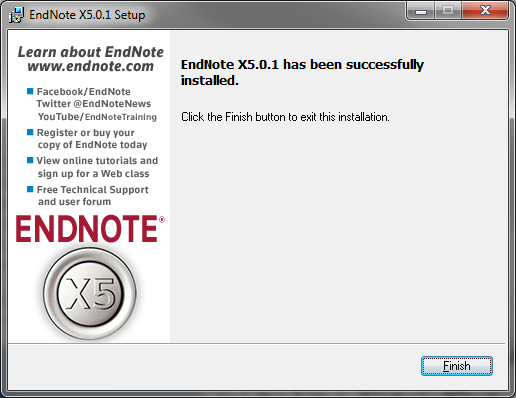 EndNote X5.0.1 Setup
Learn about EndNote
www.endnote.com
Facebook/EndNote
Twitter @EndNoteNews
YouTube/EndNoteTraining
Register or buy your
copy of EndNote today
View online tutorials and
sign up for a Web class
Free Technical Support
and user forum
ENDNOTE®
X5
EndNote X5.0.1 has been successfully
installed.
Click the Finish button to exit this installation.
Finish